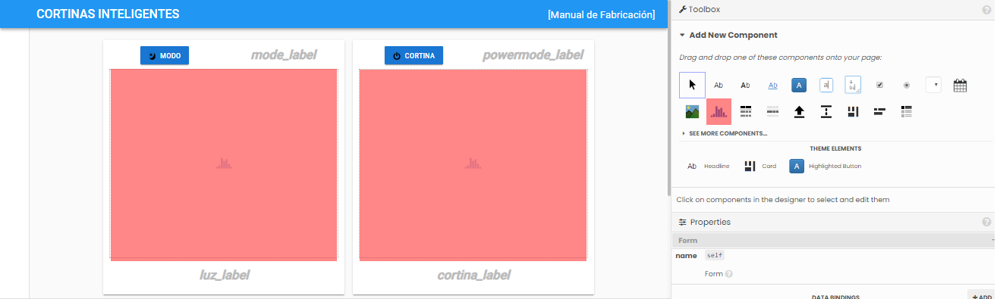 CORTINAS INTELIGENTES
[Manual de Fabricación]
MODO
mode_label
CORTINA
powermode_label
luz_label
cortina_label
Toolbox
Add New Component
Drag and drop one of these components onto your page:
Ab Ab Ab A a a bc
SEE MORE COMPONENTS...
THEME ELEMENTS
Ab Headline Card A Highlighted Button
Click on components in the designer to select and edit them
Properties
Form
name self
Form
DATA BINDINGS
+ ADD